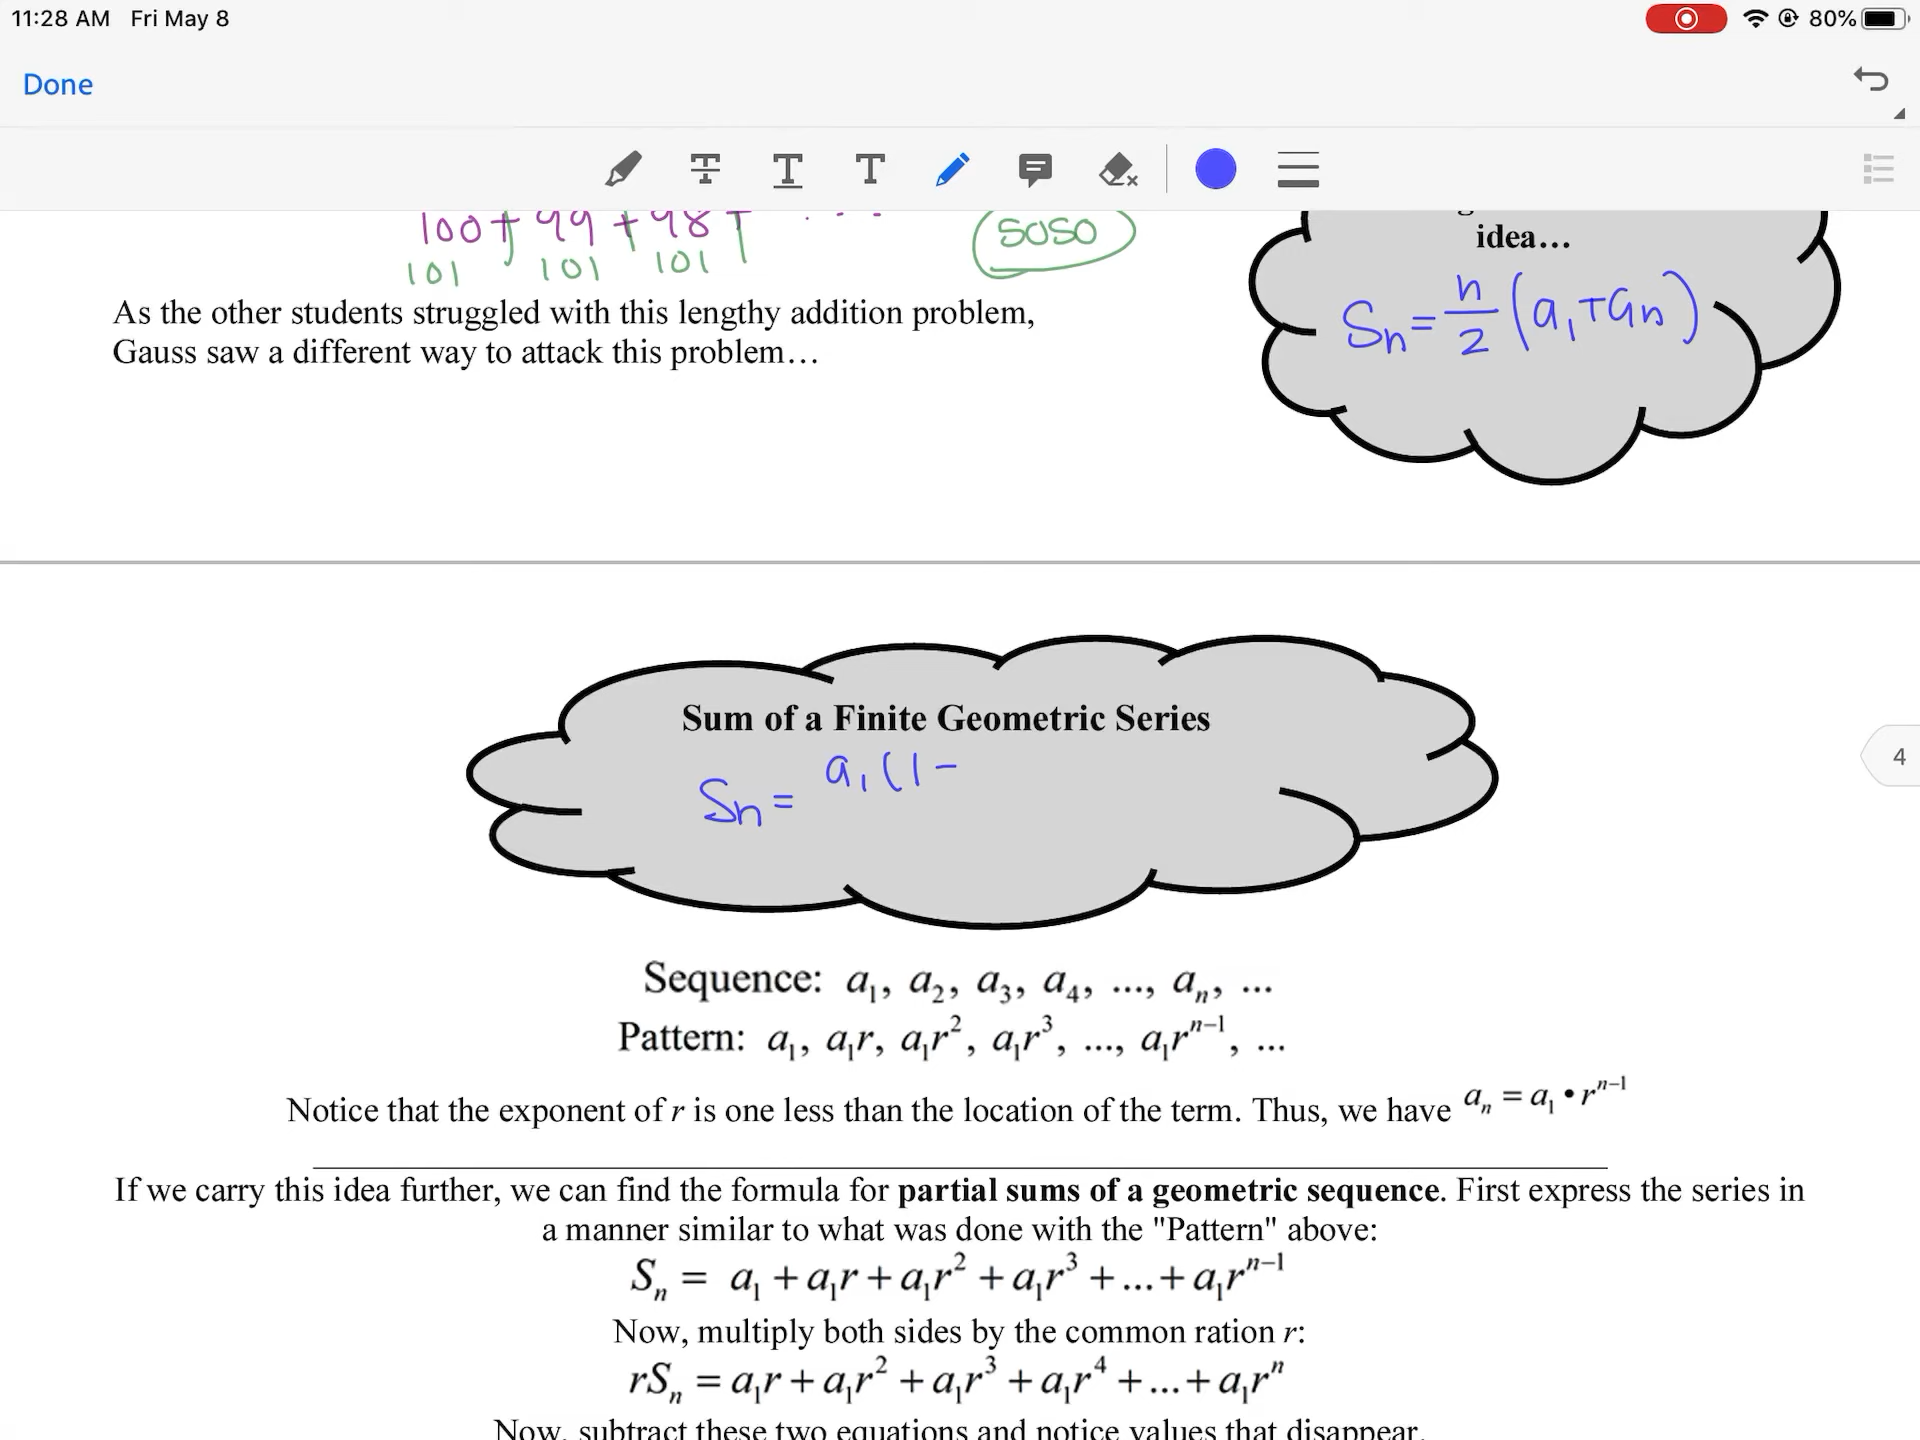 11:28 AM Fri May 8 80%
Done
100 + 99 + 98 + ...
101 101 101
5050
idea…
Sn = n/2 (a₁ + an)
As the other students struggled with this lengthy addition problem,
Gauss saw a different way to attack this problem…
4
Sum of a Finite Geometric Series
Sn = a₁ (1 –
Sequence: a₁, a₂, a₃, a₄, ..., aₙ, ...
Pattern: a₁, a₁r, a₁r², a₁r³, ..., a₁rⁿ⁻¹, ...
Notice that the exponent of r is one less than the location of the term. Thus, we have aₙ = a₁ • rⁿ⁻¹
If we carry this idea further, we can find the formula for partial sums of a geometric sequence. First express the series in
a manner similar to what was done with the "Pattern" above:
Sₙ = a₁ + a₁r + a₁r² + a₁r³ + ... + a₁rⁿ⁻¹
Now, multiply both sides by the common ration r:
rSₙ = a₁r + a₁r² + a₁r³ + a₁r⁴ + ... + a₁rⁿ
Now, subtract these two equations and notice values that disappear.